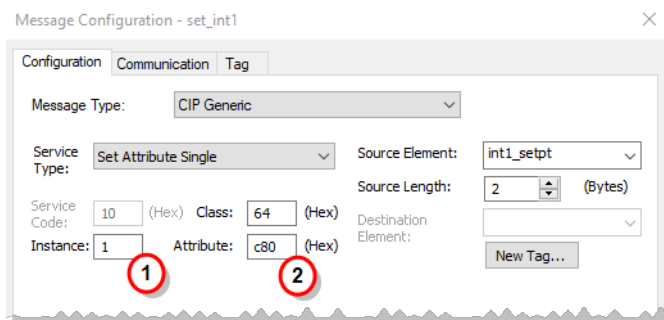 Message Configuration - set_int1
Configuration Communication Tag
Message Type: CIP Generic
Service Type: Set Attribute Single
Source Element: int1_setpt
Source Length: 2 (Bytes)
Service Code: 10 (Hex) Class: 64 (Hex)
Destination Element:
Instance: 1 Attribute: c80 (Hex)
New Tag...
1 2